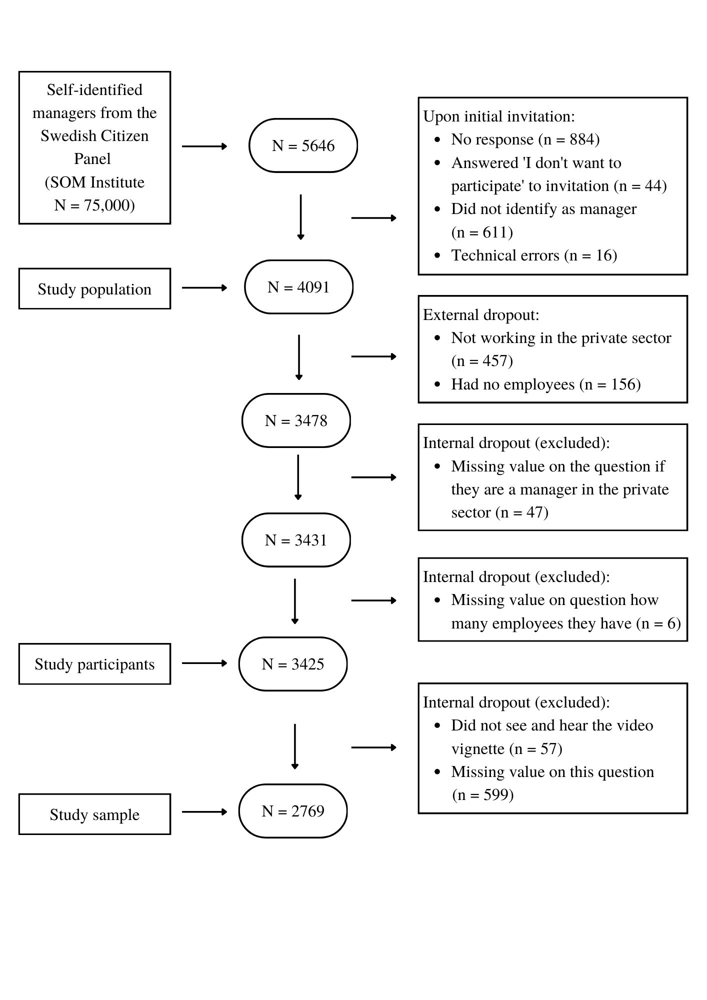 Self-identified
managers from the
Swedish Citizen
Panel
(SOM Institute
N = 75,000)
N = 5646
Upon initial invitation:
• No response (n = 884)
• Answered 'I don't want to
participate' to invitation (n = 44)
• Did not identify as manager
(n = 611)
• Technical errors (n = 16)
Study population
N = 4091
External dropout:
• Not working in the private sector
(n = 457)
• Had no employees (n = 156)
N = 3478
Internal dropout (excluded):
• Missing value on the question if
they are a manager in the private
sector (n = 47)
N = 3431
Internal dropout (excluded):
• Missing value on question how
many employees they have (n = 6)
Study participants
N = 3425
Internal dropout (excluded):
• Did not see and hear the video
vignette (n = 57)
• Missing value on this question
(n = 599)
Study sample
N = 2769